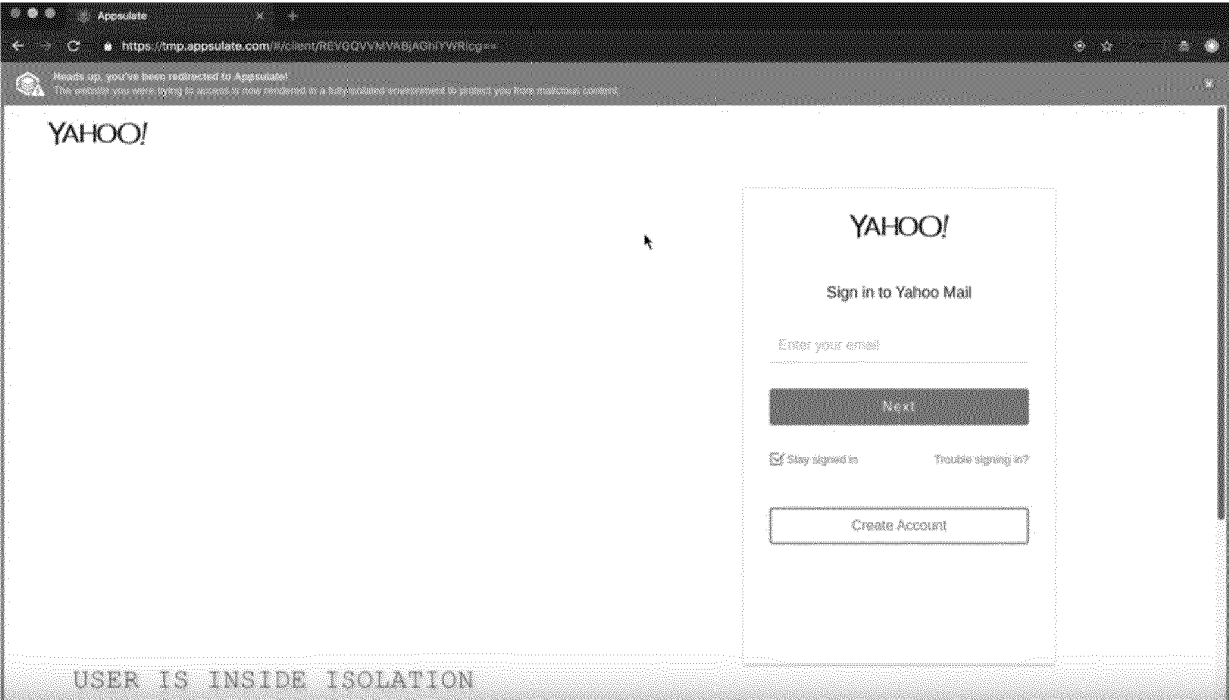 Appsulate
https://tmp.appsulate.com/#/client/
Heads up, you've been redirected to Appsulate!
The website you were trying to access is now rendered in a fully-isolated environment to protect you from malicious content.
YAHOO!
YAHOO!
Sign in to Yahoo Mail
Enter your email
Next
Stay signed in Trouble signing in?
Create Account
USER IS INSIDE ISOLATION